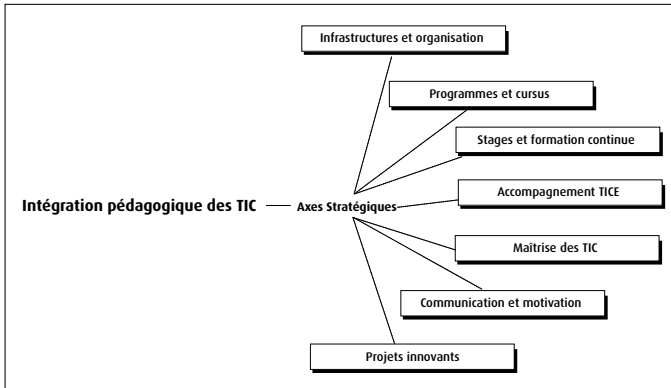 Infrastructures et organisation
Programmes et cursus
Stages et formation continue
Accompagnement TICE
Intégration pédagogique des TIC
Axes Stratégiques
Maîtrise des TIC
Communication et motivation
Projets innovants